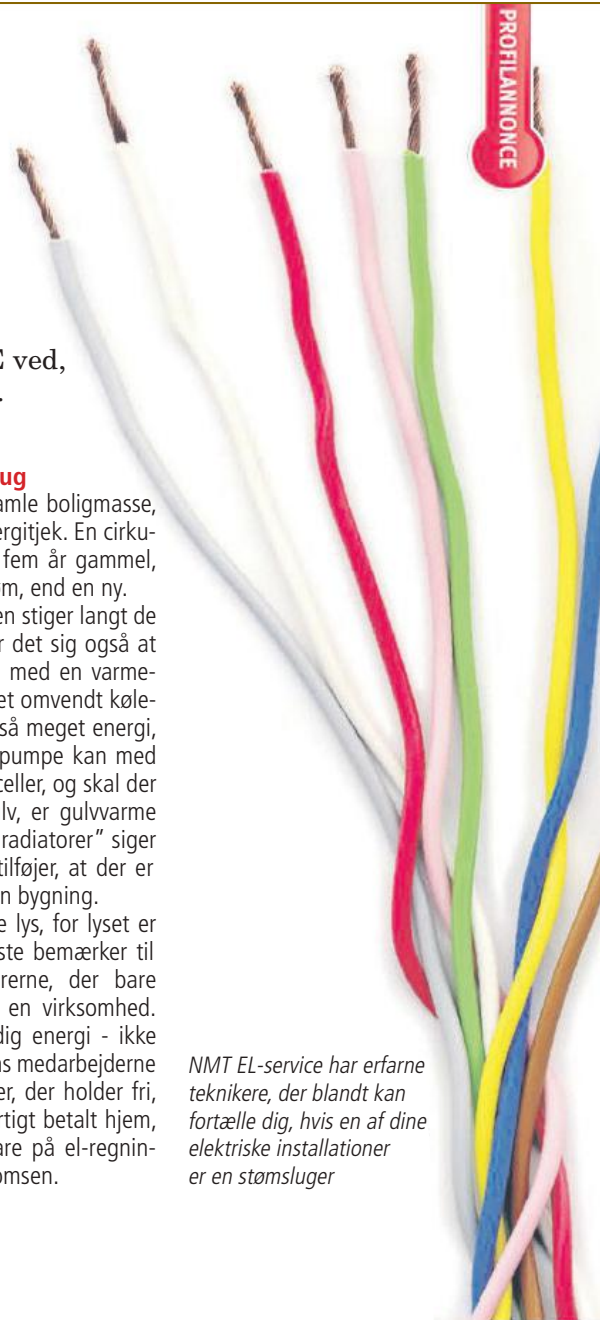 PROFILANNONCE
ved,
ug
amle boligmasse,
ergitjek. En cirku-
fem år gammel,
øm, end en ny.
en stiger langt de
r det sig også at
med en varme-
et omvendt køle-
så meget energi,
pumpe kan med
celler, og skal der
lv, er gulvvarme
radiatorer” siger
tilføjer, at der er
n bygning.
e lys, for lyset er
ste bemærker til
rerne, der bare
en virksomhed.
dig energi - ikke
s medarbejderne
er, der holder fri,
rtigt betalt hjem,
are på el-regnin-
omsen.
NMT EL-service har erfarne
teknikere, der blandt kan
fortælle dig, hvis en af dine
elektriske installationer
er en stømsluger